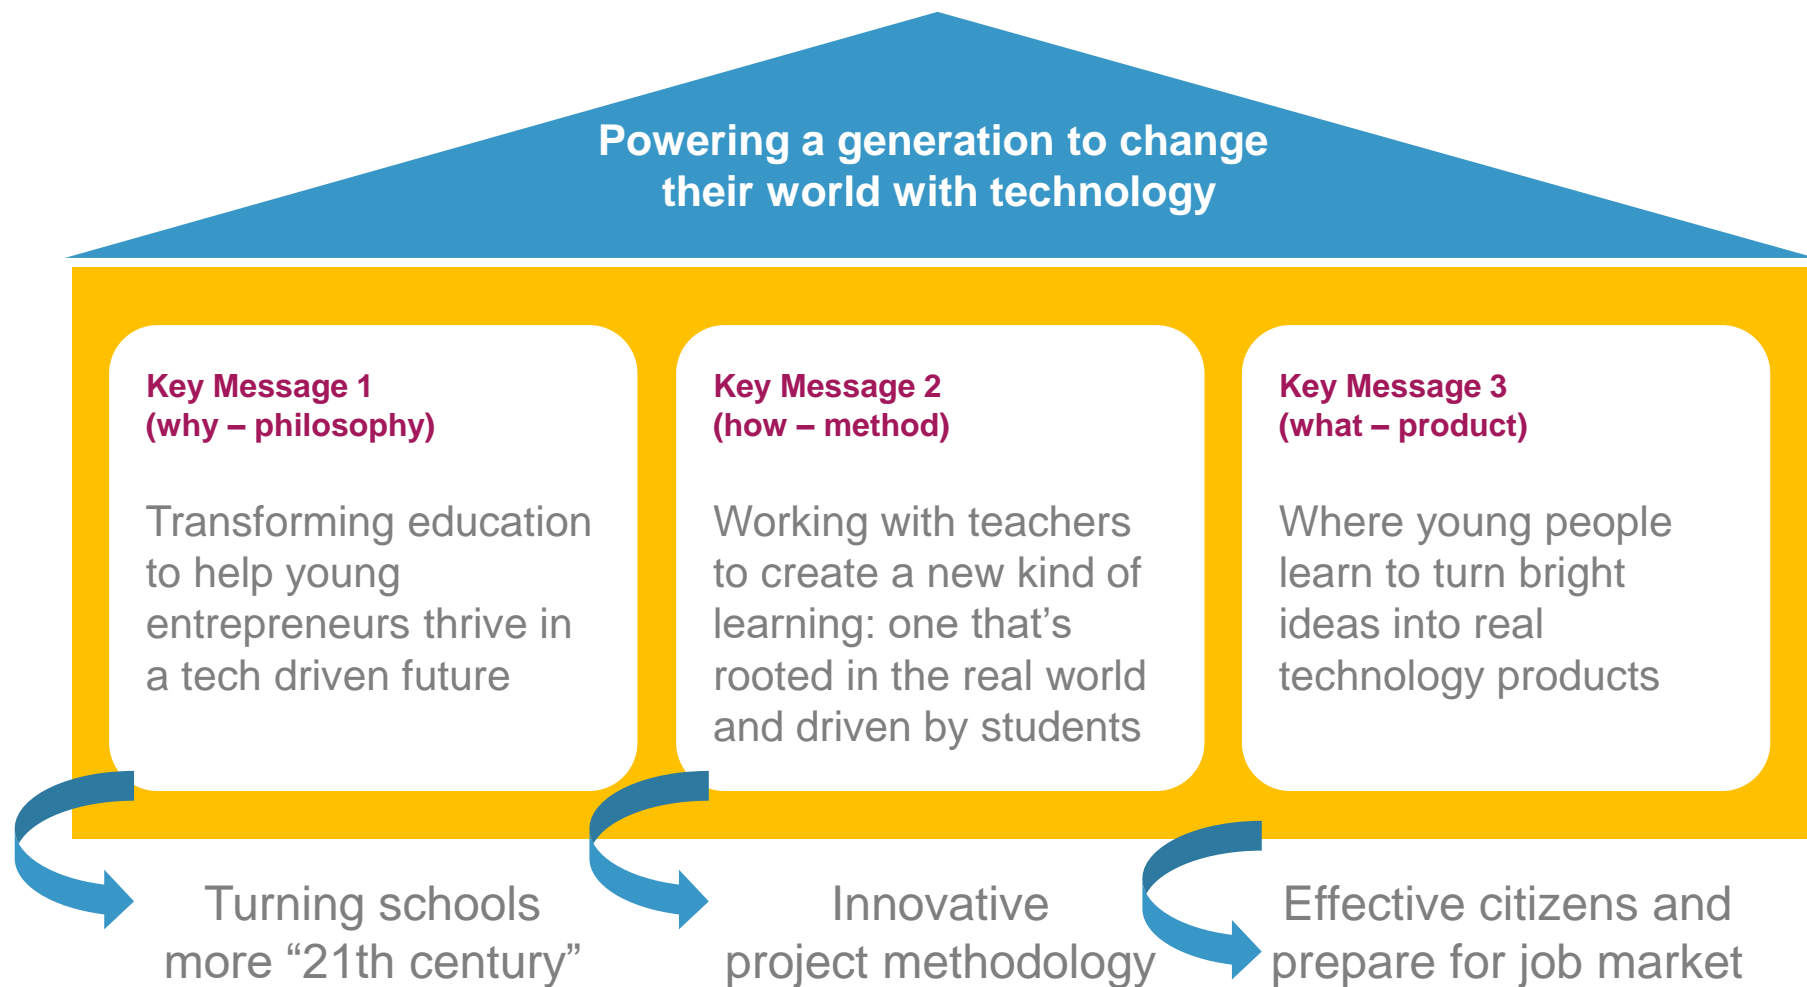 Powering a generation to change
their world with technology
Key Message 1
(why – philosophy)
Transforming education
to help young
entrepreneurs thrive in
a tech driven future
Key Message 2
(how – method)
Working with teachers
to create a new kind of
learning: one that’s
rooted in the real world
and driven by students
Key Message 3
(what – product)
Where young people
learn to turn bright
ideas into real
technology products
Turning schools
more “21th century”
Innovative
project methodology
Effective citizens and
prepare for job market